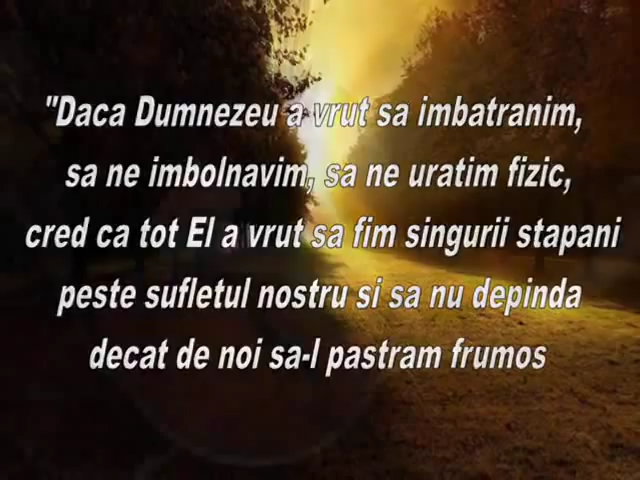 "Daca Dumnezeu a vrut sa imbatranim,
sa ne imbolnavim, sa ne uratim fizic,
cred ca tot El a vrut sa fim singurii stapani
peste sufletul nostru si sa nu depinda
decat de noi sa-l pastram frumos